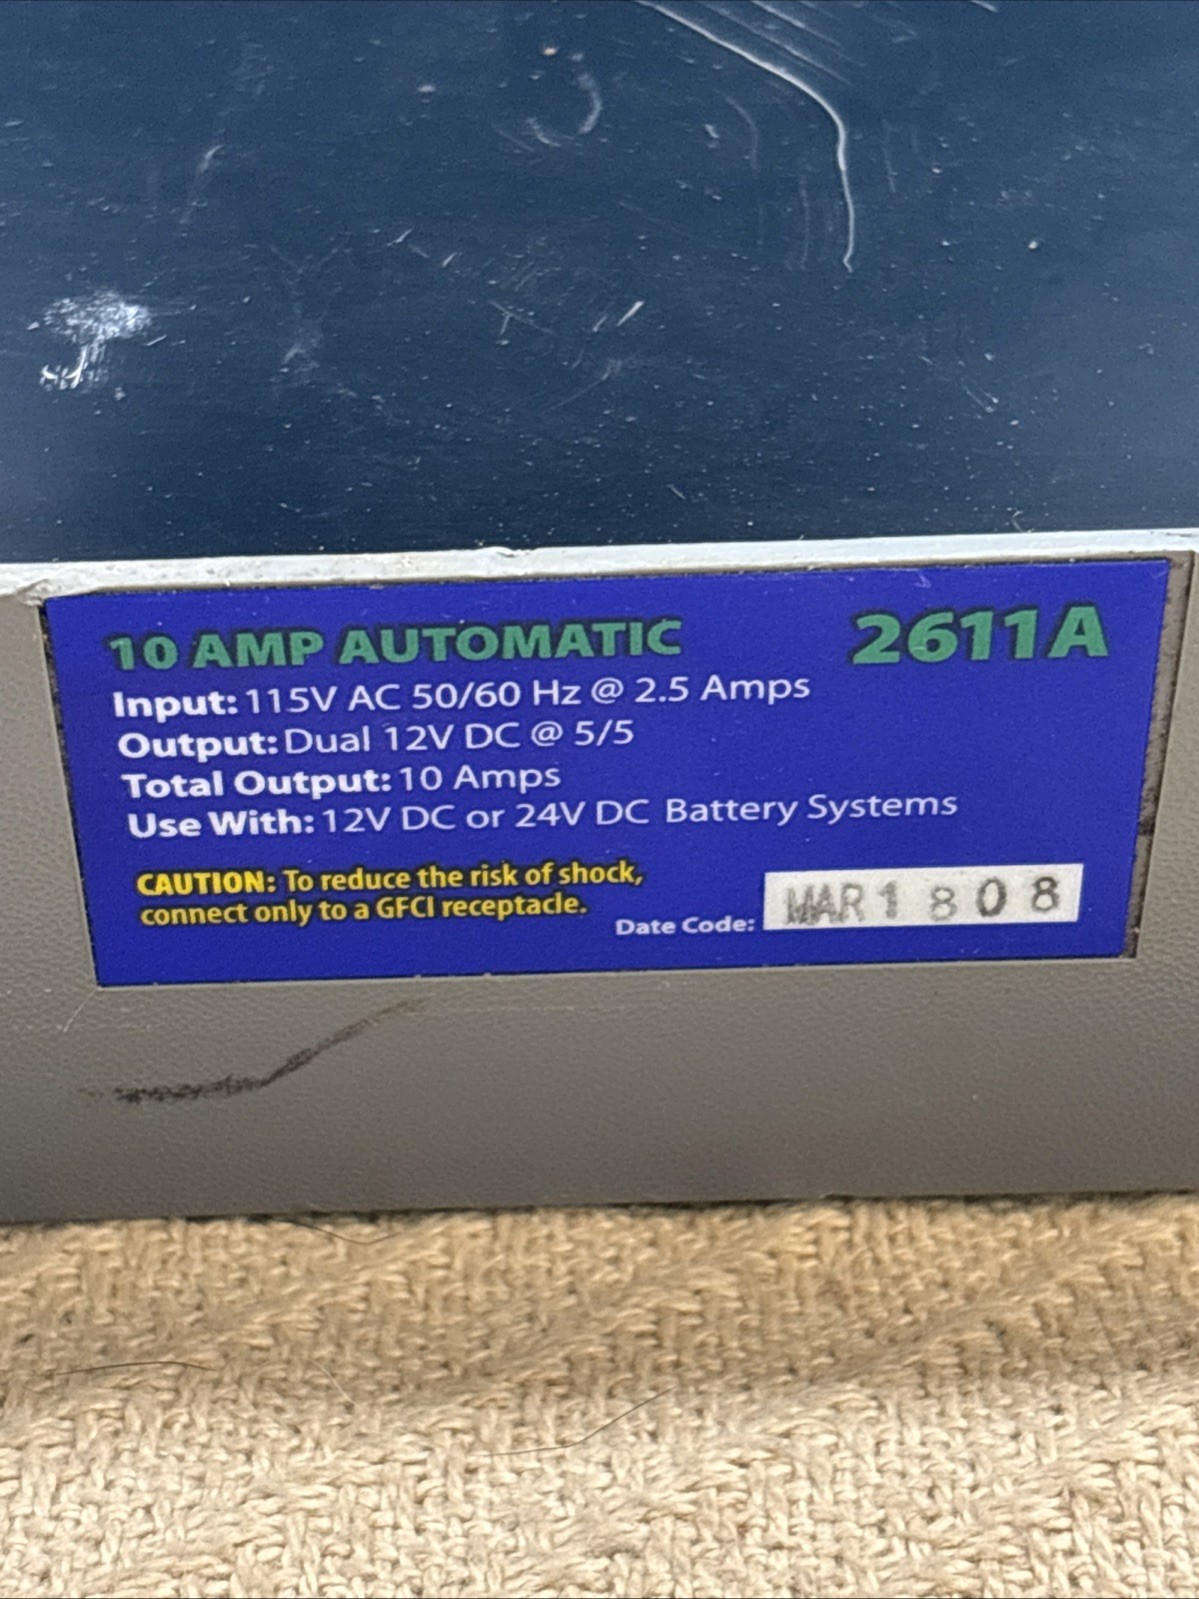 10 AMP AUTOMATIC 2611A
Input: 115V AC 50/60 Hz @ 2.5 Amps
Output: Dual 12V DC @ 5/5
Total Output: 10 Amps
Use With: 12V DC or 24V DC Battery Systems
CAUTION: To reduce the risk of shock,
connect only to a GFCI receptacle.
Date Code: MAR 1 8 0 8